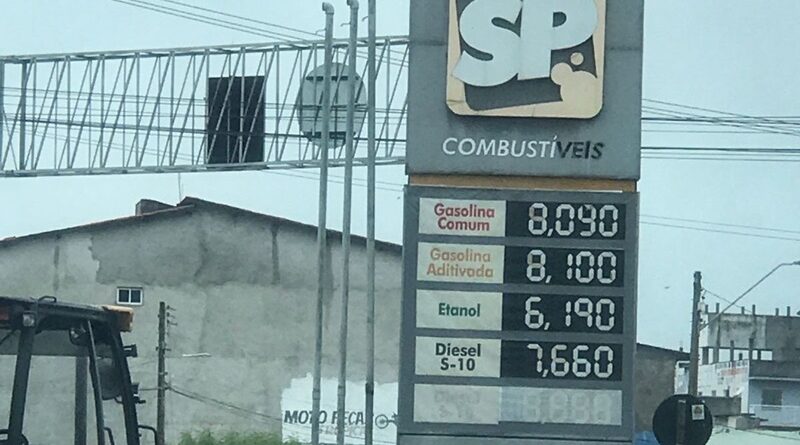 SP
COMBUSTÍVEIS
Gasolina
Comum
8,090
Gasolina
Aditivada
8,100
Etanol
6,190
Diesel
S-10
7,660
Diesel
MOTO PEÇAS